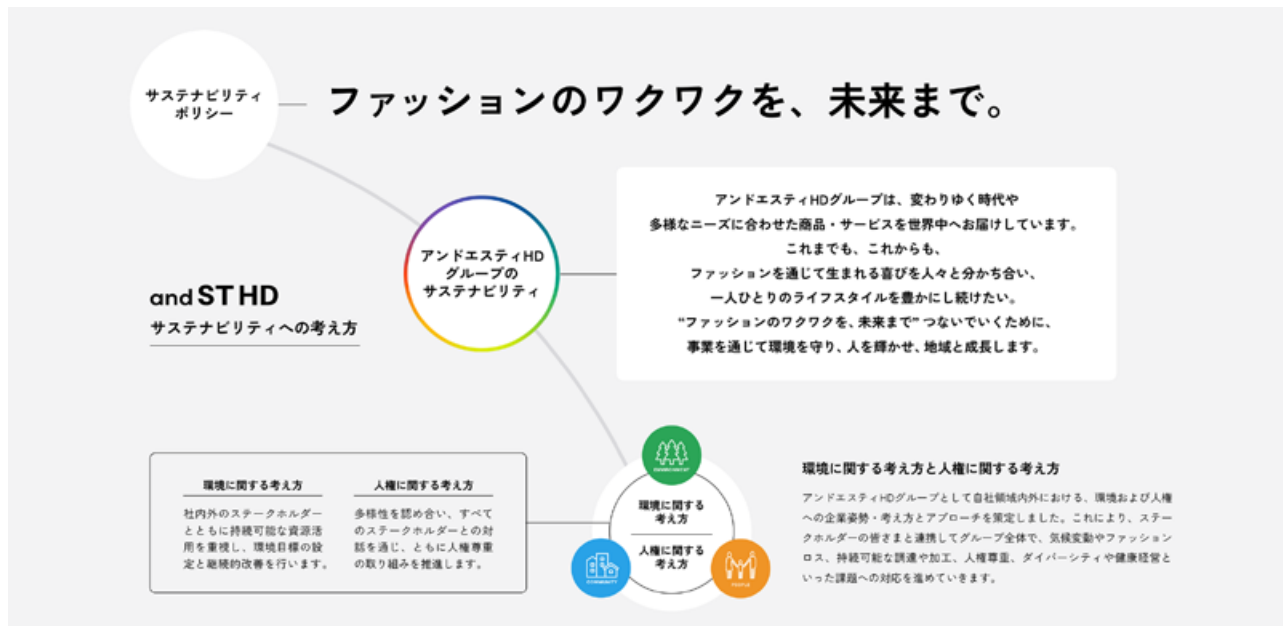 サステナビリティ
ポリシー
ファッションのワクワクを、未来まで。
アンドエスティHD
グループの
サステナビリティ
アンドエスティHDグループは、変わりゆく時代や
多様なニーズに合わせた商品・サービスを世界中へお届けしています。
これまでも、これからも、
ファッションを通じて生まれる喜びを人々と分かち合い、
一人ひとりのライフスタイルを豊かにし続けたい。
“ファッションのワクワクを、未来まで” つないでいくために、
事業を通じて環境を守り、人を輝かせ、地域と成長します。
and ST HD
サステナビリティへの考え方
環境に関する考え方
社内外のステークホルダー
とともに持続可能な資源活
用を重視し、環境目標の設
定と継続的改善を行います。
人権に関する考え方
多様性を認め合い、すべて
のステークホルダーとの対
話を通じ、ともに人権尊重
の取り組みを推進します。
ENVIRONMENT
環境に関する
考え方
人権に関する
考え方
COMMUNITY
PEOPLE
環境に関する考え方と人権に関する考え方
アンドエスティHDグループとして自社領域内外における、環境および人権
への企業姿勢・考え方とアプローチを策定しました。これにより、ステー
クホルダーの皆さまと連携してグループ全体で、気候変動やファッション
ロス、持続可能な調達や加工、人権尊重、ダイバーシティや健康経営と
いった課題への対応を進めていきます。